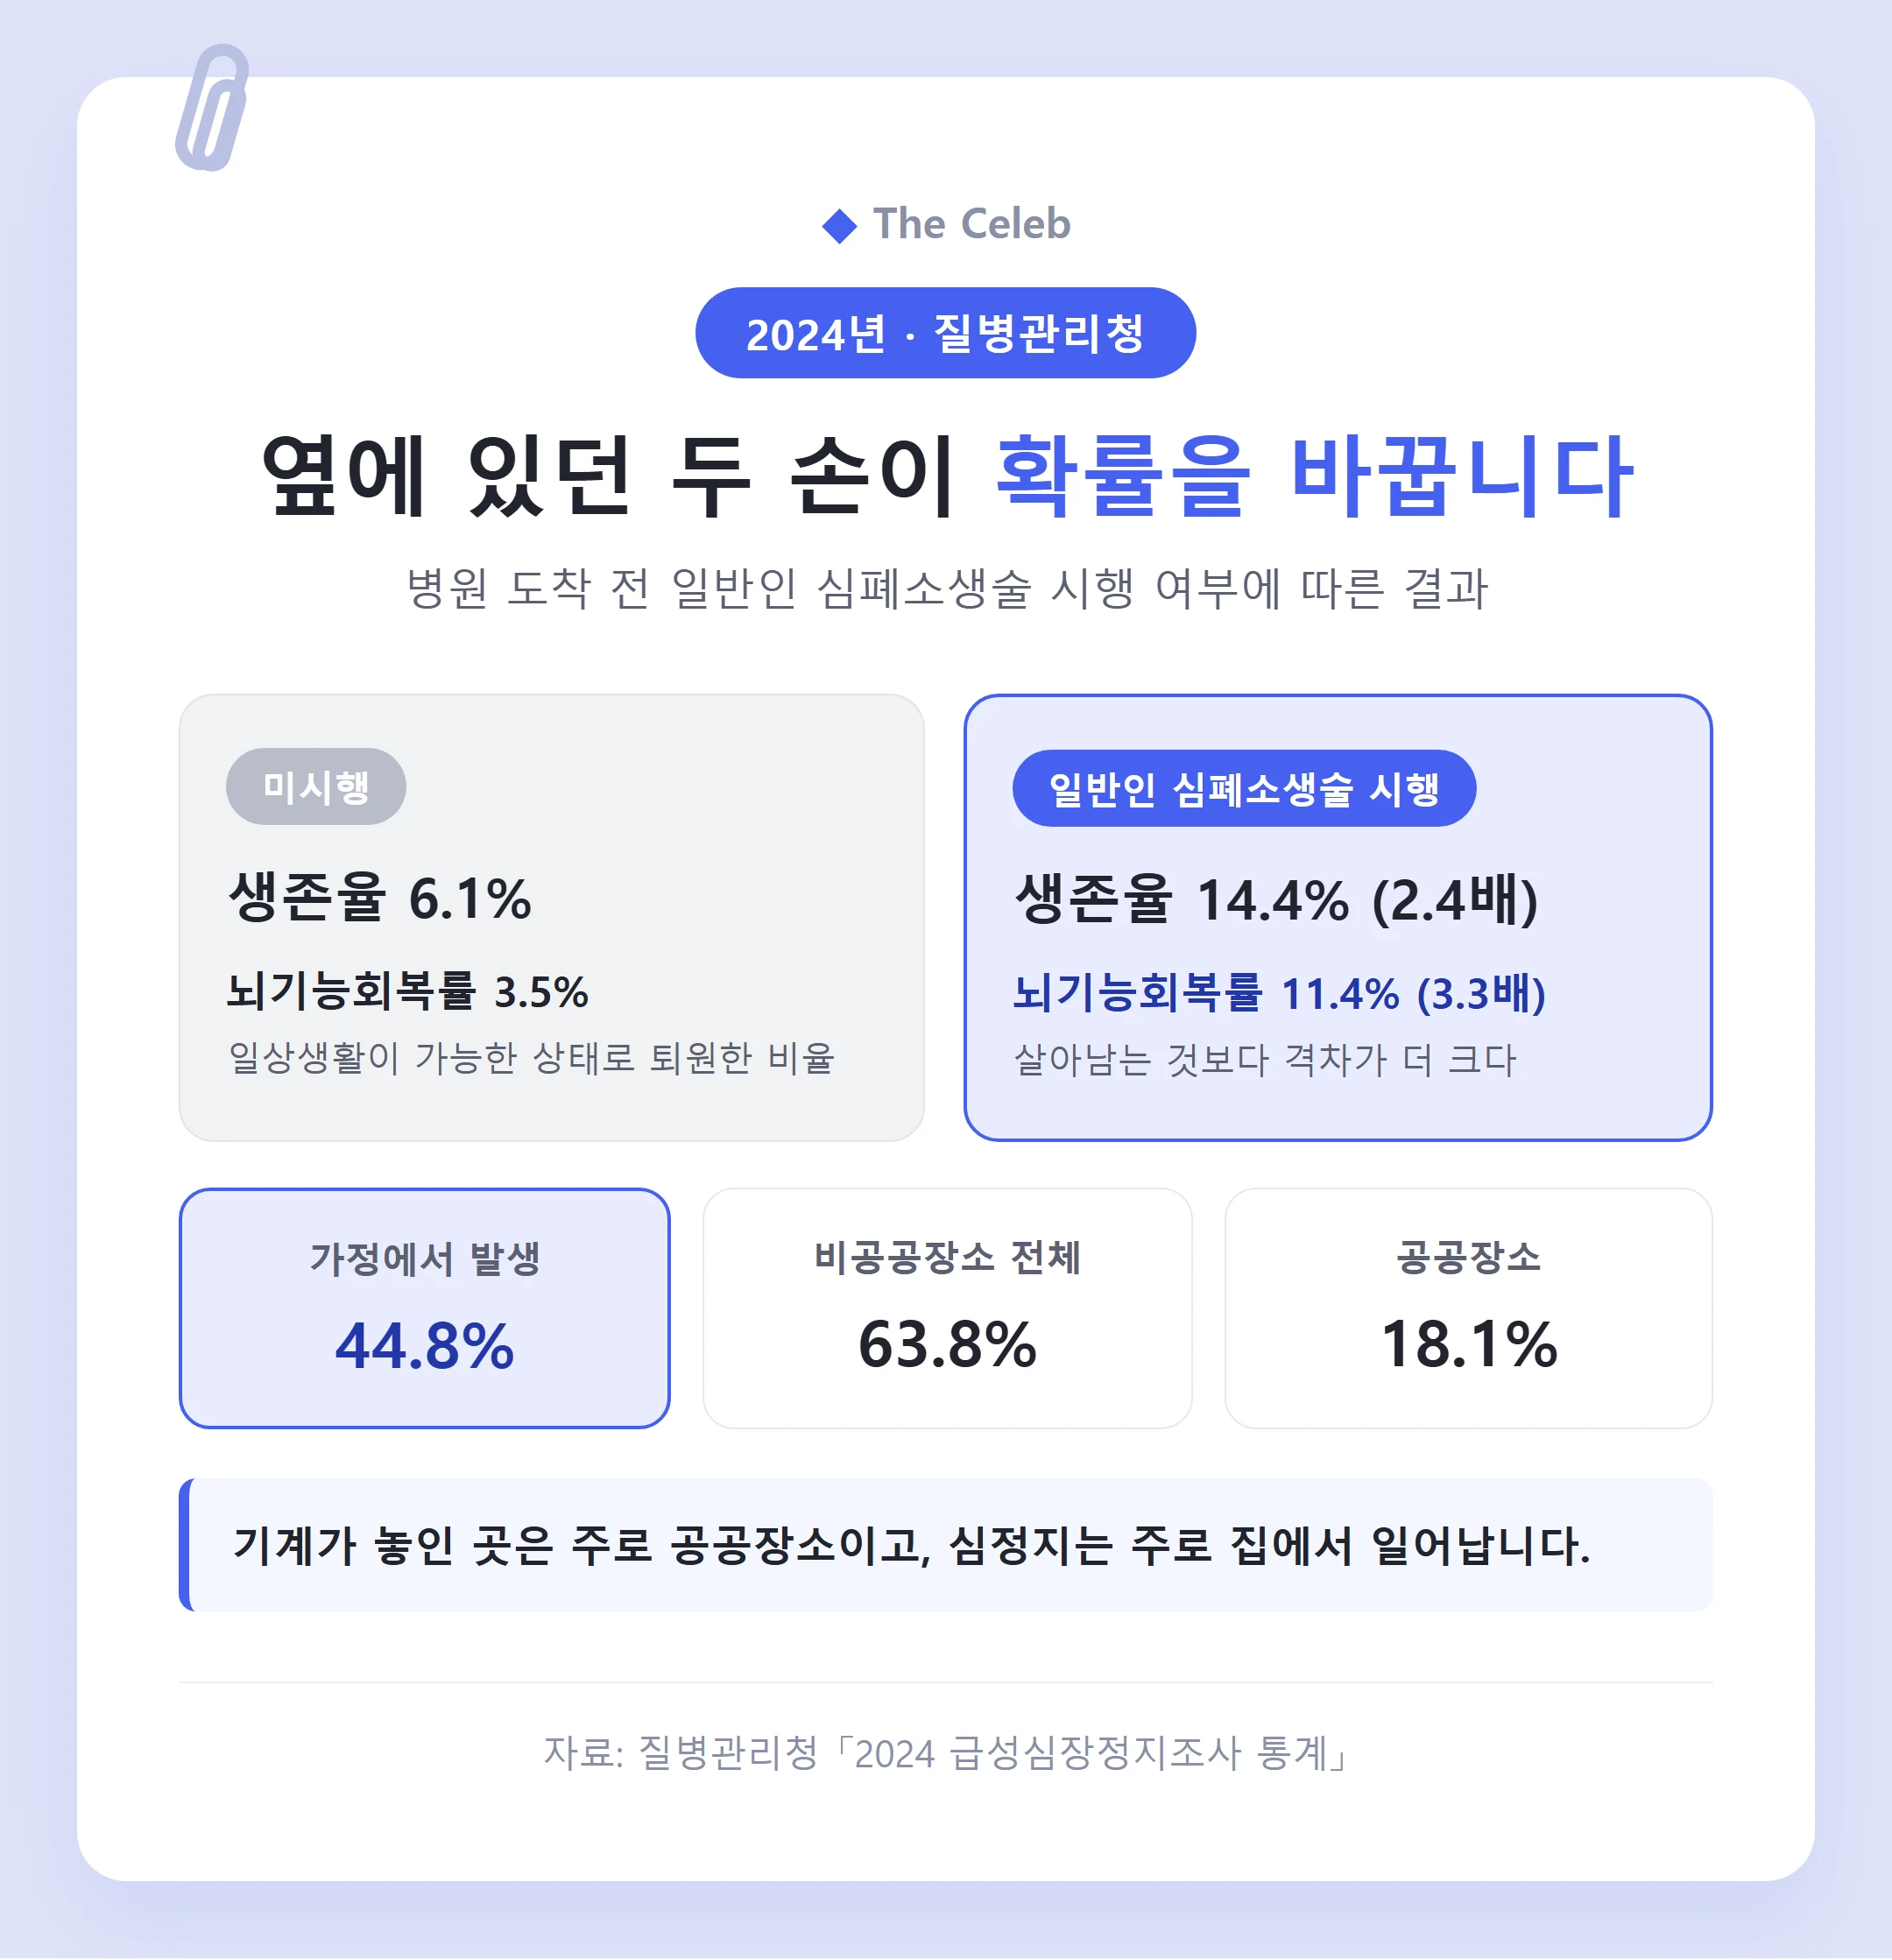 The Celeb
2024년 · 질병관리청
옆에 있던 두 손이 확률을 바꿉니다
병원 도착 전 일반인 심폐소생술 시행 여부에 따른 결과
미시행
생존율 6.1%
뇌기능회복률 3.5%
일상생활이 가능한 상태로 퇴원한 비율
일반인 심폐소생술 시행
생존율 14.4% (2.4배)
뇌기능회복률 11.4% (3.3배)
살아남는 것보다 격차가 더 크다
가정에서 발생
44.8%
비공공장소 전체
63.8%
공공장소
18.1%
기계가 놓인 곳은 주로 공공장소이고, 심정지는 주로 집에서 일어납니다.
자료: 질병관리청「2024 급성심장정지조사 통계」